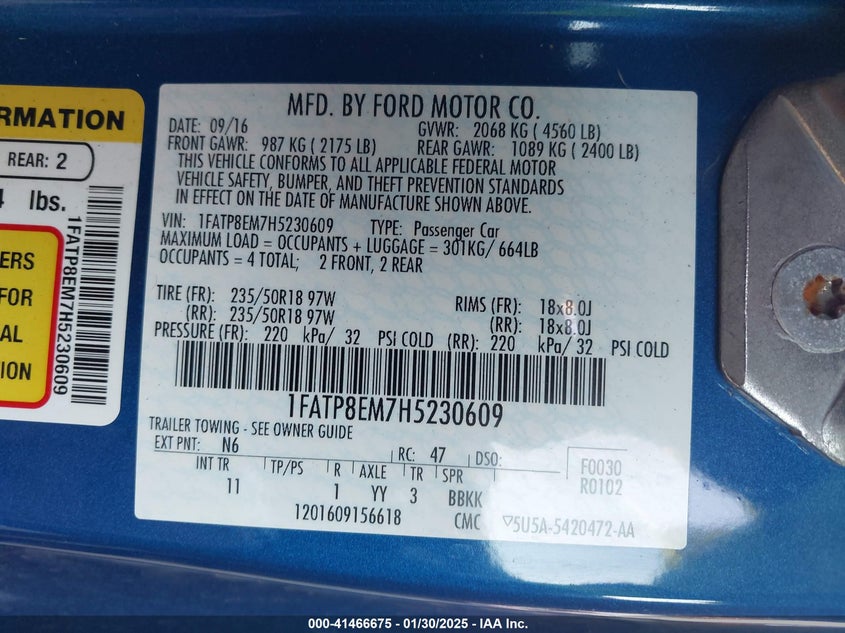 RMATION
REAR: 2
lbs.
ERS
FOR
AL
ION
1FATP8EM7H5230609
MFD. BY FORD MOTOR CO.
DATE: 09/16 GVWR: 2068 KG ( 4560 LB)
FRONT GAWR: 987 KG ( 2175 LB) REAR GAWR: 1089 KG ( 2400 LB)
THIS VEHICLE CONFORMS TO ALL APPLICABLE FEDERAL MOTOR
VEHICLE SAFETY, BUMPER, AND THEFT PREVENTION STANDARDS
IN EFFECT ON THE DATE OF MANUFACTURE SHOWN ABOVE.
VIN: 1FATP8EM7H5230609 TYPE: Passenger Car
MAXIMUM LOAD = OCCUPANTS + LUGGAGE = 301KG/ 664LB
OCCUPANTS = 4 TOTAL; 2 FRONT, 2 REAR
TIRE (FR): 235/50R18 97W RIMS (FR): 18x8.0J
(RR): 235/50R18 97W (RR): 18x8.0J
PRESSURE (FR): 220 kPa/ 32 PSI COLD (RR): 220 kPa/ 32 PSI COLD
1FATP8EM7H5230609
TRAILER TOWING - SEE OWNER GUIDE
EXT PNT: N6 RC: 47 DSO: F0030
R0102
INT TR TP/PS R AXLE TR SPR
11 1 YY 3 BBKK
1201609156618 CMC ▽5U5A-5420472-AA
000-41466675 — 01/30/2025 - IAA Inc.